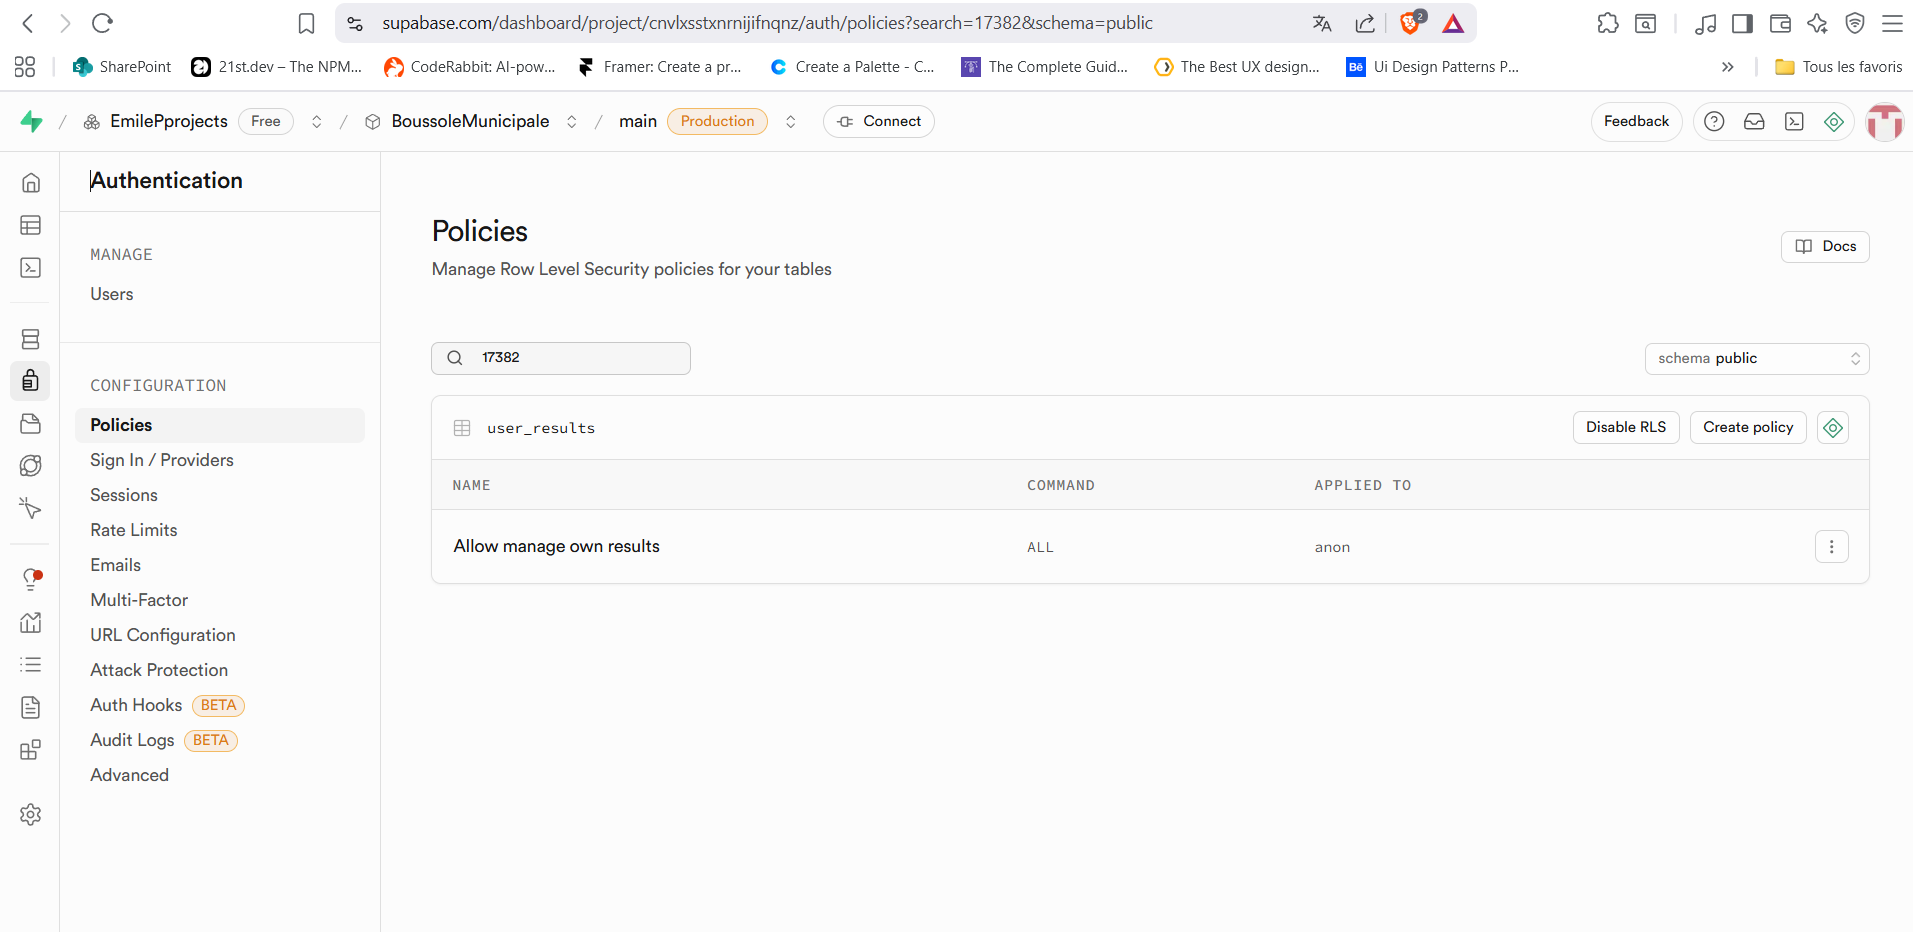 supabase.com/dashboard/project/cnvlxsstxnrnijifnqnz/auth/policies?search=17382&schema=public
2
SharePoint
21st.dev – The NPM...
CodeRabbit: AI-pow...
Framer: Create a pr...
Create a Palette - C...
The Complete Guid...
The Best UX design...
Bē Ui Design Patterns P...
Tous les favoris
EmilePprojects Free / BoussoleMunicipale / main Production Connect
Feedback
Authentication
MANAGE
Users
CONFIGURATION
Policies
Sign In / Providers
Sessions
Rate Limits
Emails
Multi-Factor
URL Configuration
Attack Protection
Auth Hooks BETA
Audit Logs BETA
Advanced
Policies
Manage Row Level Security policies for your tables
Docs
17382
schema public
user_results
Disable RLS
Create policy
NAME COMMAND APPLIED TO
Allow manage own results ALL anon